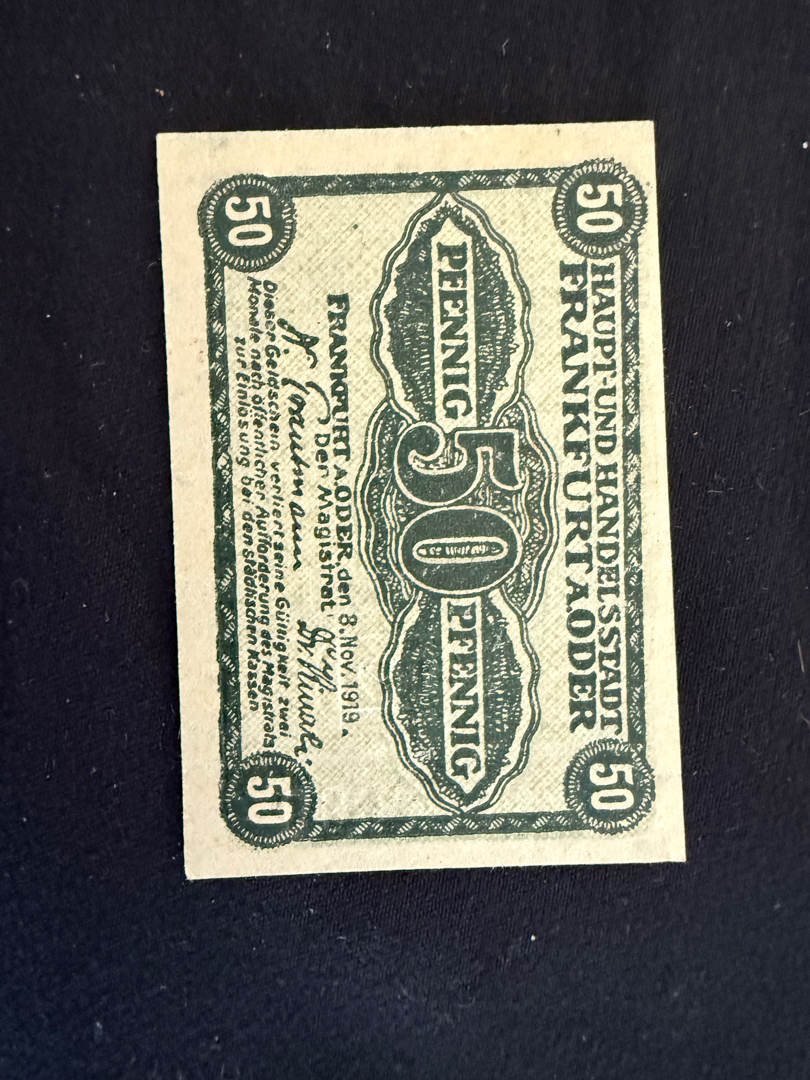 50 50
HAUPT-UND HANDELSSTADT
FRANKFURT A.ODER
PFENNIG 50 PFENNIG
FRANKFURT A.ODER, den 8.Nov.1919.
Der Magistrat
Dr. Trautmann
Dieser Geldschein verliert seine Gültigkeit zwei
Monate nach öffentlicher Aufforderung des Magistrats
zur Einlösung bei den Städtischen Kassen
50 50